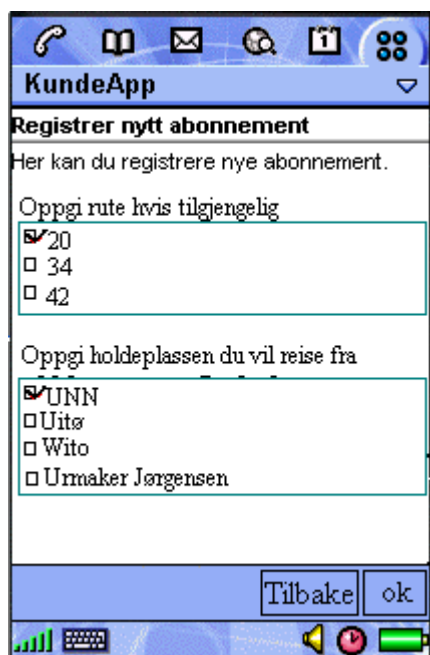 1
KundeApp
Registrer nytt abonnement
Her kan du registrere nye abonnement.
Oppgi rute hvis tilgjengelig
20
34
42
Oppgi holdeplassen du vil reise fra
UNN
Uitø
Wito
Urmaker Jørgensen
Tilbake ok